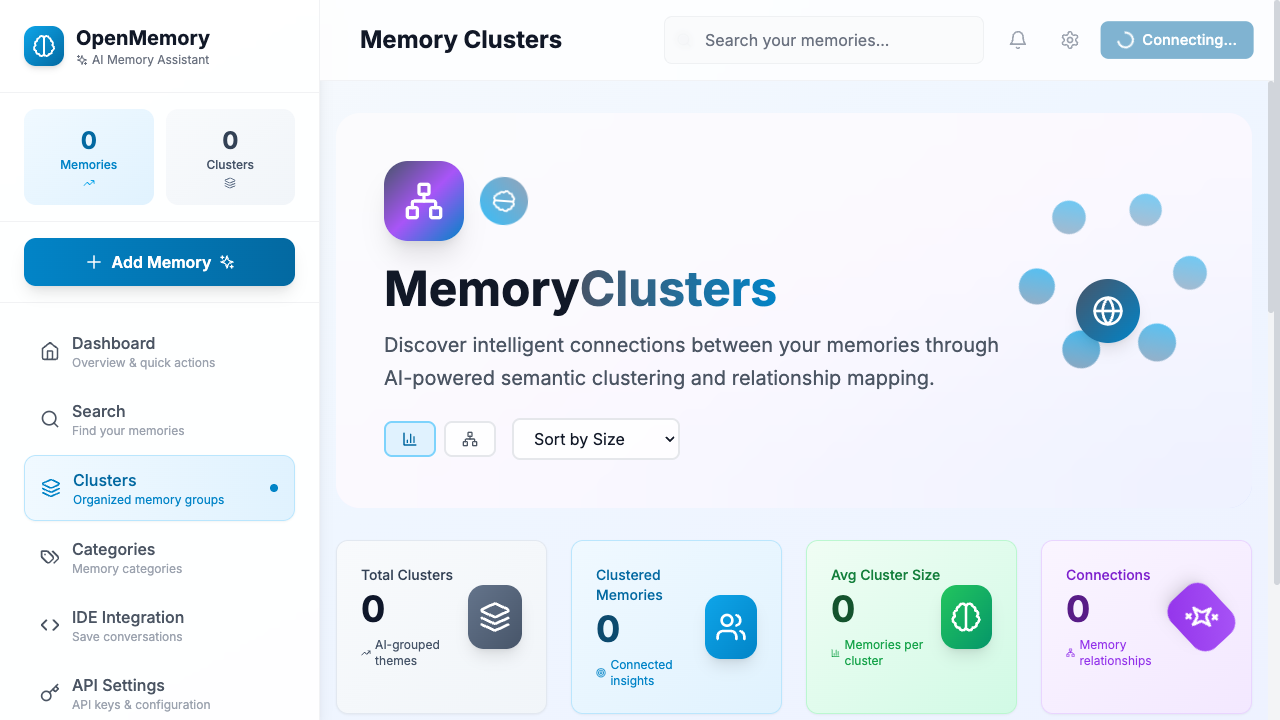 OpenMemory
AI Memory Assistant
0
Memories
0
Clusters
Add Memory
Dashboard
Overview & quick actions
Search
Find your memories
Clusters
Organized memory groups
Categories
Memory categories
IDE Integration
Save conversations
API Settings
API keys & configuration
Memory Clusters
Search your memories...
Connecting...
MemoryClusters
Discover intelligent connections between your memories through
AI-powered semantic clustering and relationship mapping.
Sort by Size
Total Clusters
0
AI-grouped
themes
Clustered
Memories
0
Connected
insights
Avg Cluster Size
0
Memories per
cluster
Connections
0
Memory
relationships